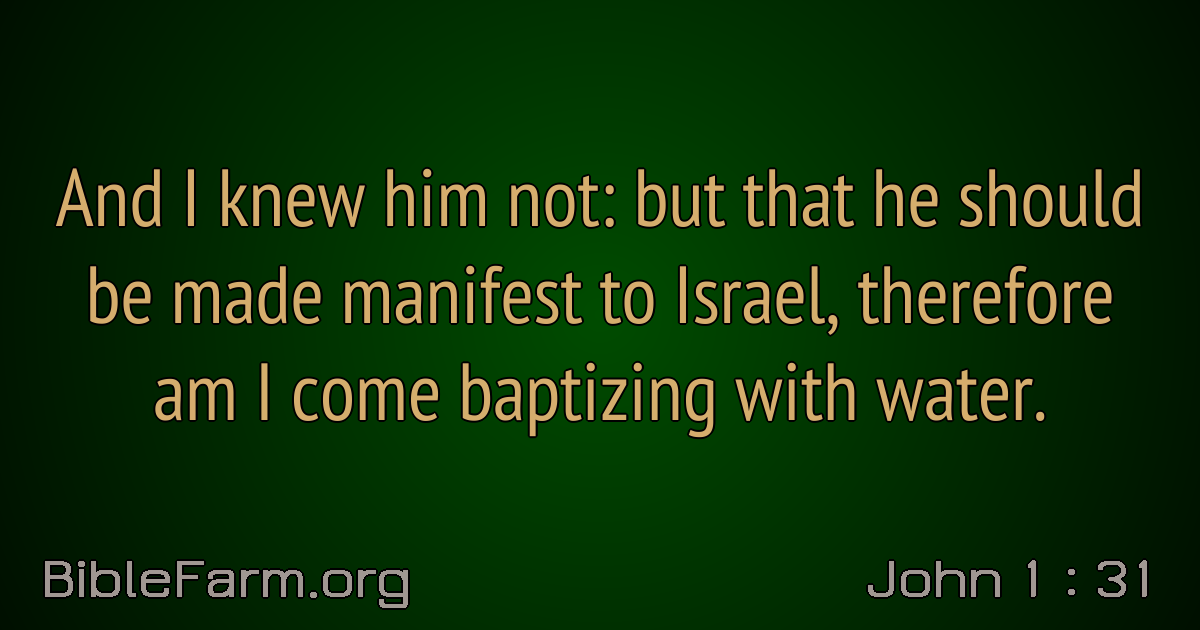 And I knew him not: but that he should
be made manifest to Israel, therefore
am I come baptizing with water.
BibleFarm.org
John 1 : 31